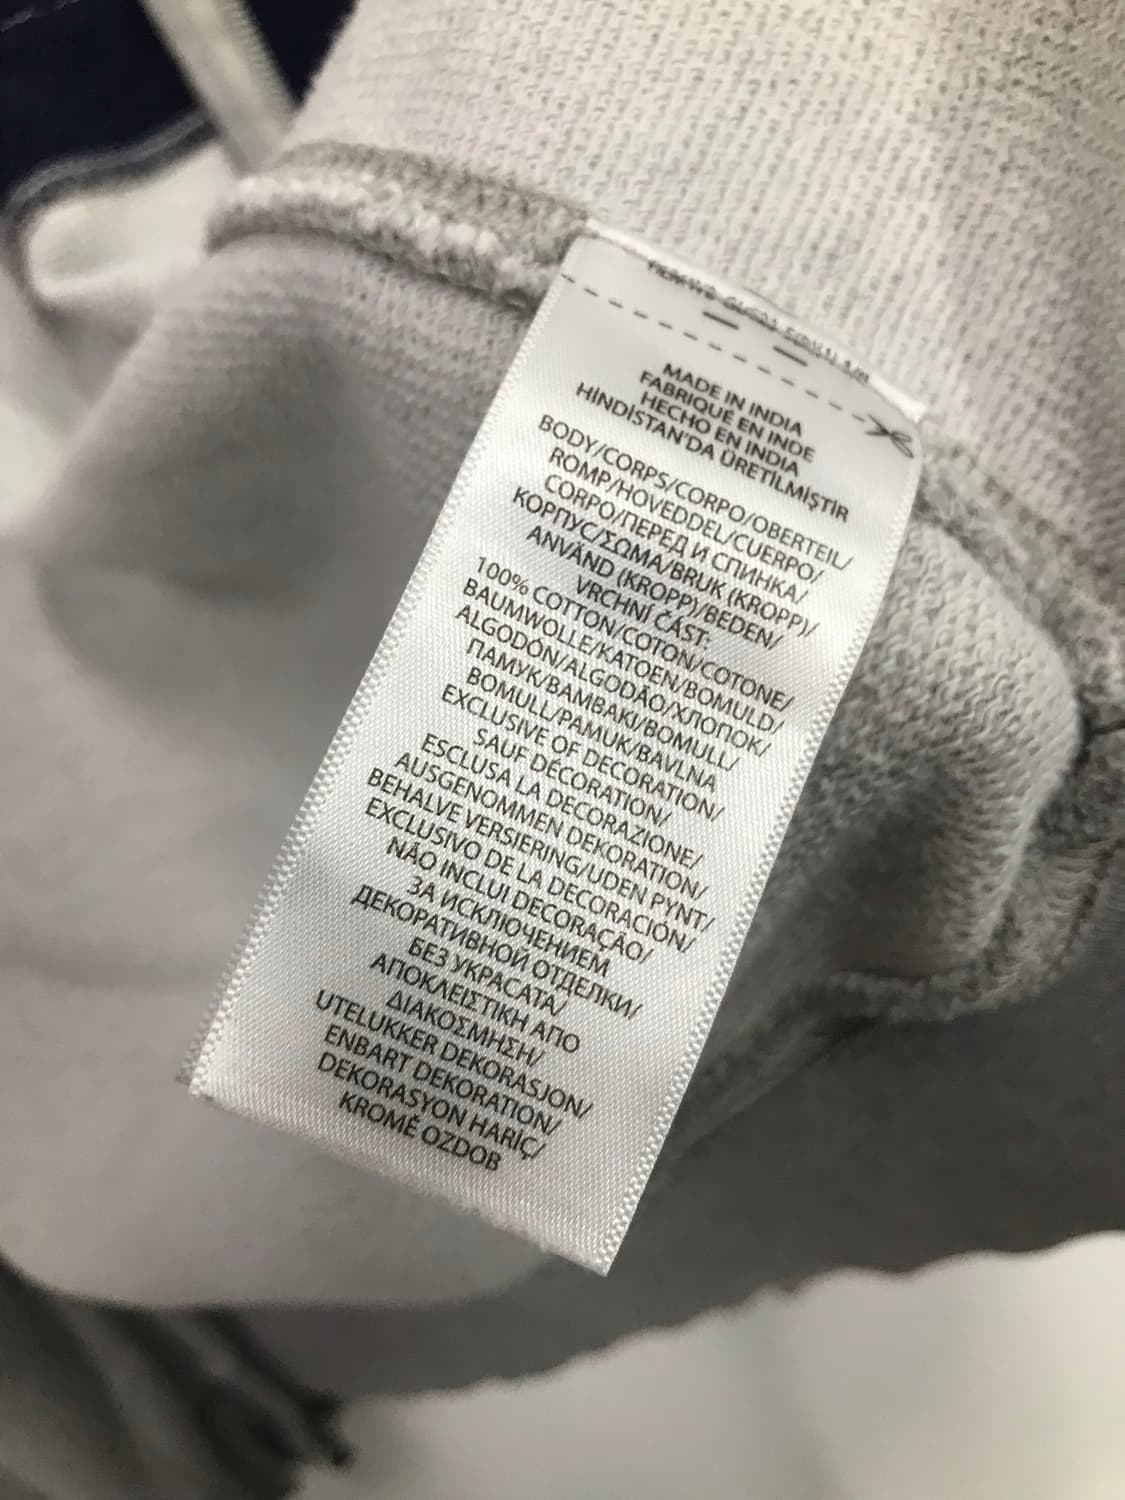 MADE IN INDIA
FABRIQUÉ EN INDE
HECHO EN INDIA
HİNDİSTAN'DA ÜRETİLMİŞTİR
BODY/CORPS/CORPO/OBERTEIL/
ROMP/HOVEDDEL/CUERPO/
CORPO/ПЕРЕД И СПИНКА/
КОРПУС/ΣΩΜΑ/BRUK (KROPP)/
ANVÄND (KROPP)/BEDEN/
VRCHNÍ ČÁST:
100% COTTON/COTON/COTONE/
BAUMWOLLE/KATOEN/BOMULD/
ALGODÓN/ALGODÃO/ХЛОПОК/
ПАМУК/ΒΑΜΒΑΚΙ/BOMULL/
BOMULL/PAMUK/BAVLNA
EXCLUSIVE OF DECORATION/
SAUF DÉCORATION/
ESCLUSA LA DECORAZIONE/
AUSGENOMMEN DEKORATION/
BEHALVE VERSIERING/UDEN PYNT/
EXCLUSIVO DE LA DECORACIÓN/
NÃO INCLUI DECORAÇÃO/
ЗА ИСКЛЮЧЕНИЕМ
ДЕКОРАТИВНОЙ ОТДЕЛКИ/
БЕЗ УКРАСАТА/
ΑΠΟΚΛΕΙΣΤΙΚΗ ΑΠΟ
ΔΙΑΚΟΣΜΗΣΗ/
UTELUKKER DEKORASJON/
ENBART DEKORATION/
DEKORASYON HARİÇ/
KROMĚ OZDOB